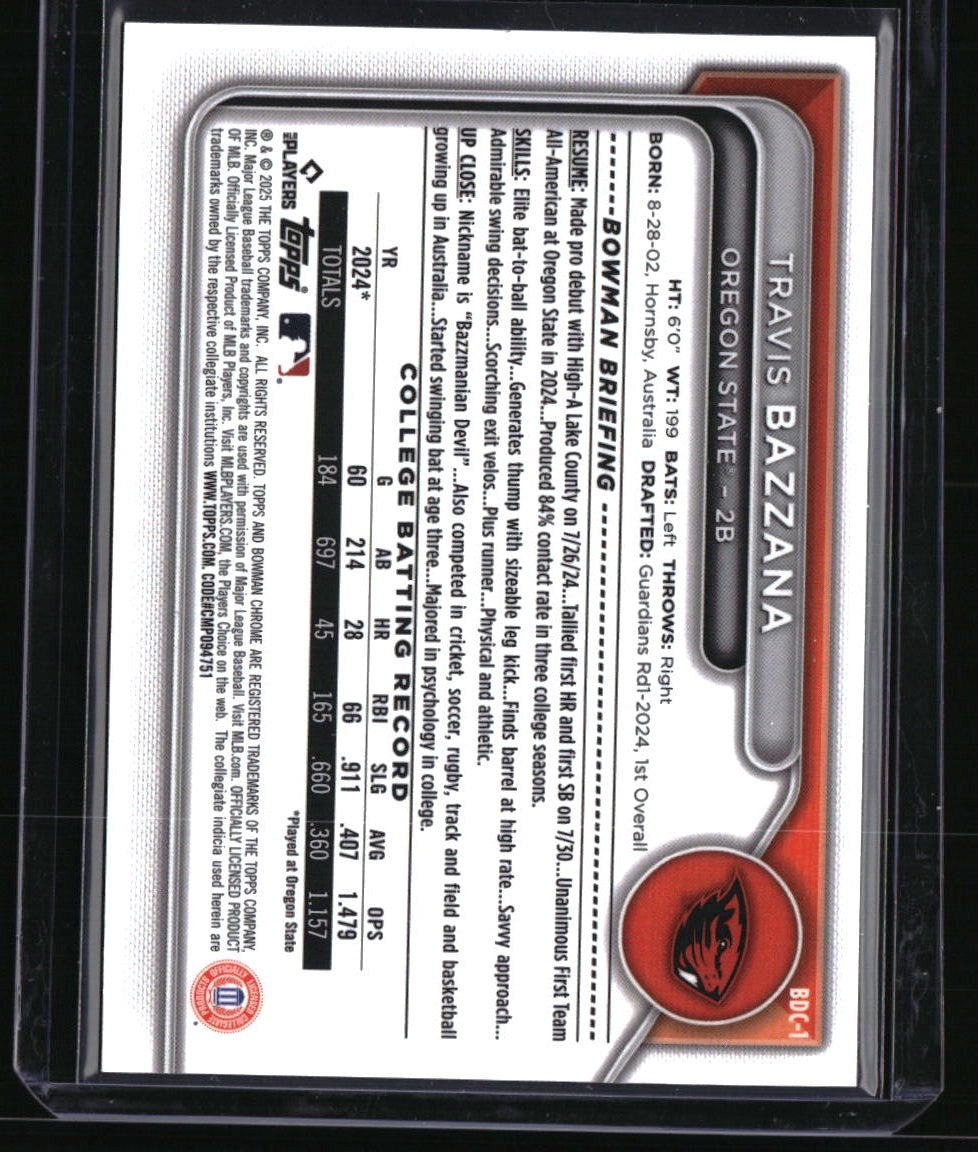 BDC-1
TRAVIS BAZZANA
OREGON STATE® - 2B
HT: 6'0" WT: 199 BATS: Left THROWS: Right
BORN: 8-28-02, Hornsby, Australia DRAFTED: Guardians Rd1-2024, 1st Overall
BOWMAN BRIEFING
RESUME: Made pro debut with High-A Lake County on 7/26/24...Tallied first HR and first SB on 7/30...Unanimous First Team
All-American at Oregon State in 2024...Produced 84% contact rate in three college seasons.
SKILLS: Elite bat-to-ball ability...Generates thump with sizeable leg kick...Finds barrel at high rate...Savvy approach...
Admirable swing decisions...Scorching exit velos...Plus runner...Physical and athletic.
UP CLOSE: Nickname is "Bazzmanian Devil"...Also competed in cricket, soccer, rugby, track and field and basketball
growing up in Australia...Started swinging bat at age three...Majored in psychology in college.
COLLEGE BATTING RECORD
YR G AB HR RBI SLG AVG OPS
2024* 60 214 28 66 .911 .407 1.479
TOTALS 184 697 45 165 .660 .360 1.157
*Played at Oregon State
PLAYERS topps®
® & © 2025 THE TOPPS COMPANY, INC. ALL RIGHTS RESERVED. TOPPS AND BOWMAN CHROME ARE REGISTERED TRADEMARKS OF THE TOPPS COMPANY,
INC. Major League Baseball trademarks and copyrights are used with permission of Major League Baseball. Visit MLB.com. OFFICIALLY LICENSED PRODUCT
OF MLB. Officially Licensed Product of MLB Players, Inc. Visit MLBPLAYERS.COM, the Players Choice on the web. The collegiate indicia used herein are
trademarks owned by the respective collegiate institutions WWW.TOPPS.COM. CODE#CMP094751
OFFICIALLY LICENSED COLLEGIATE PRODUCTS